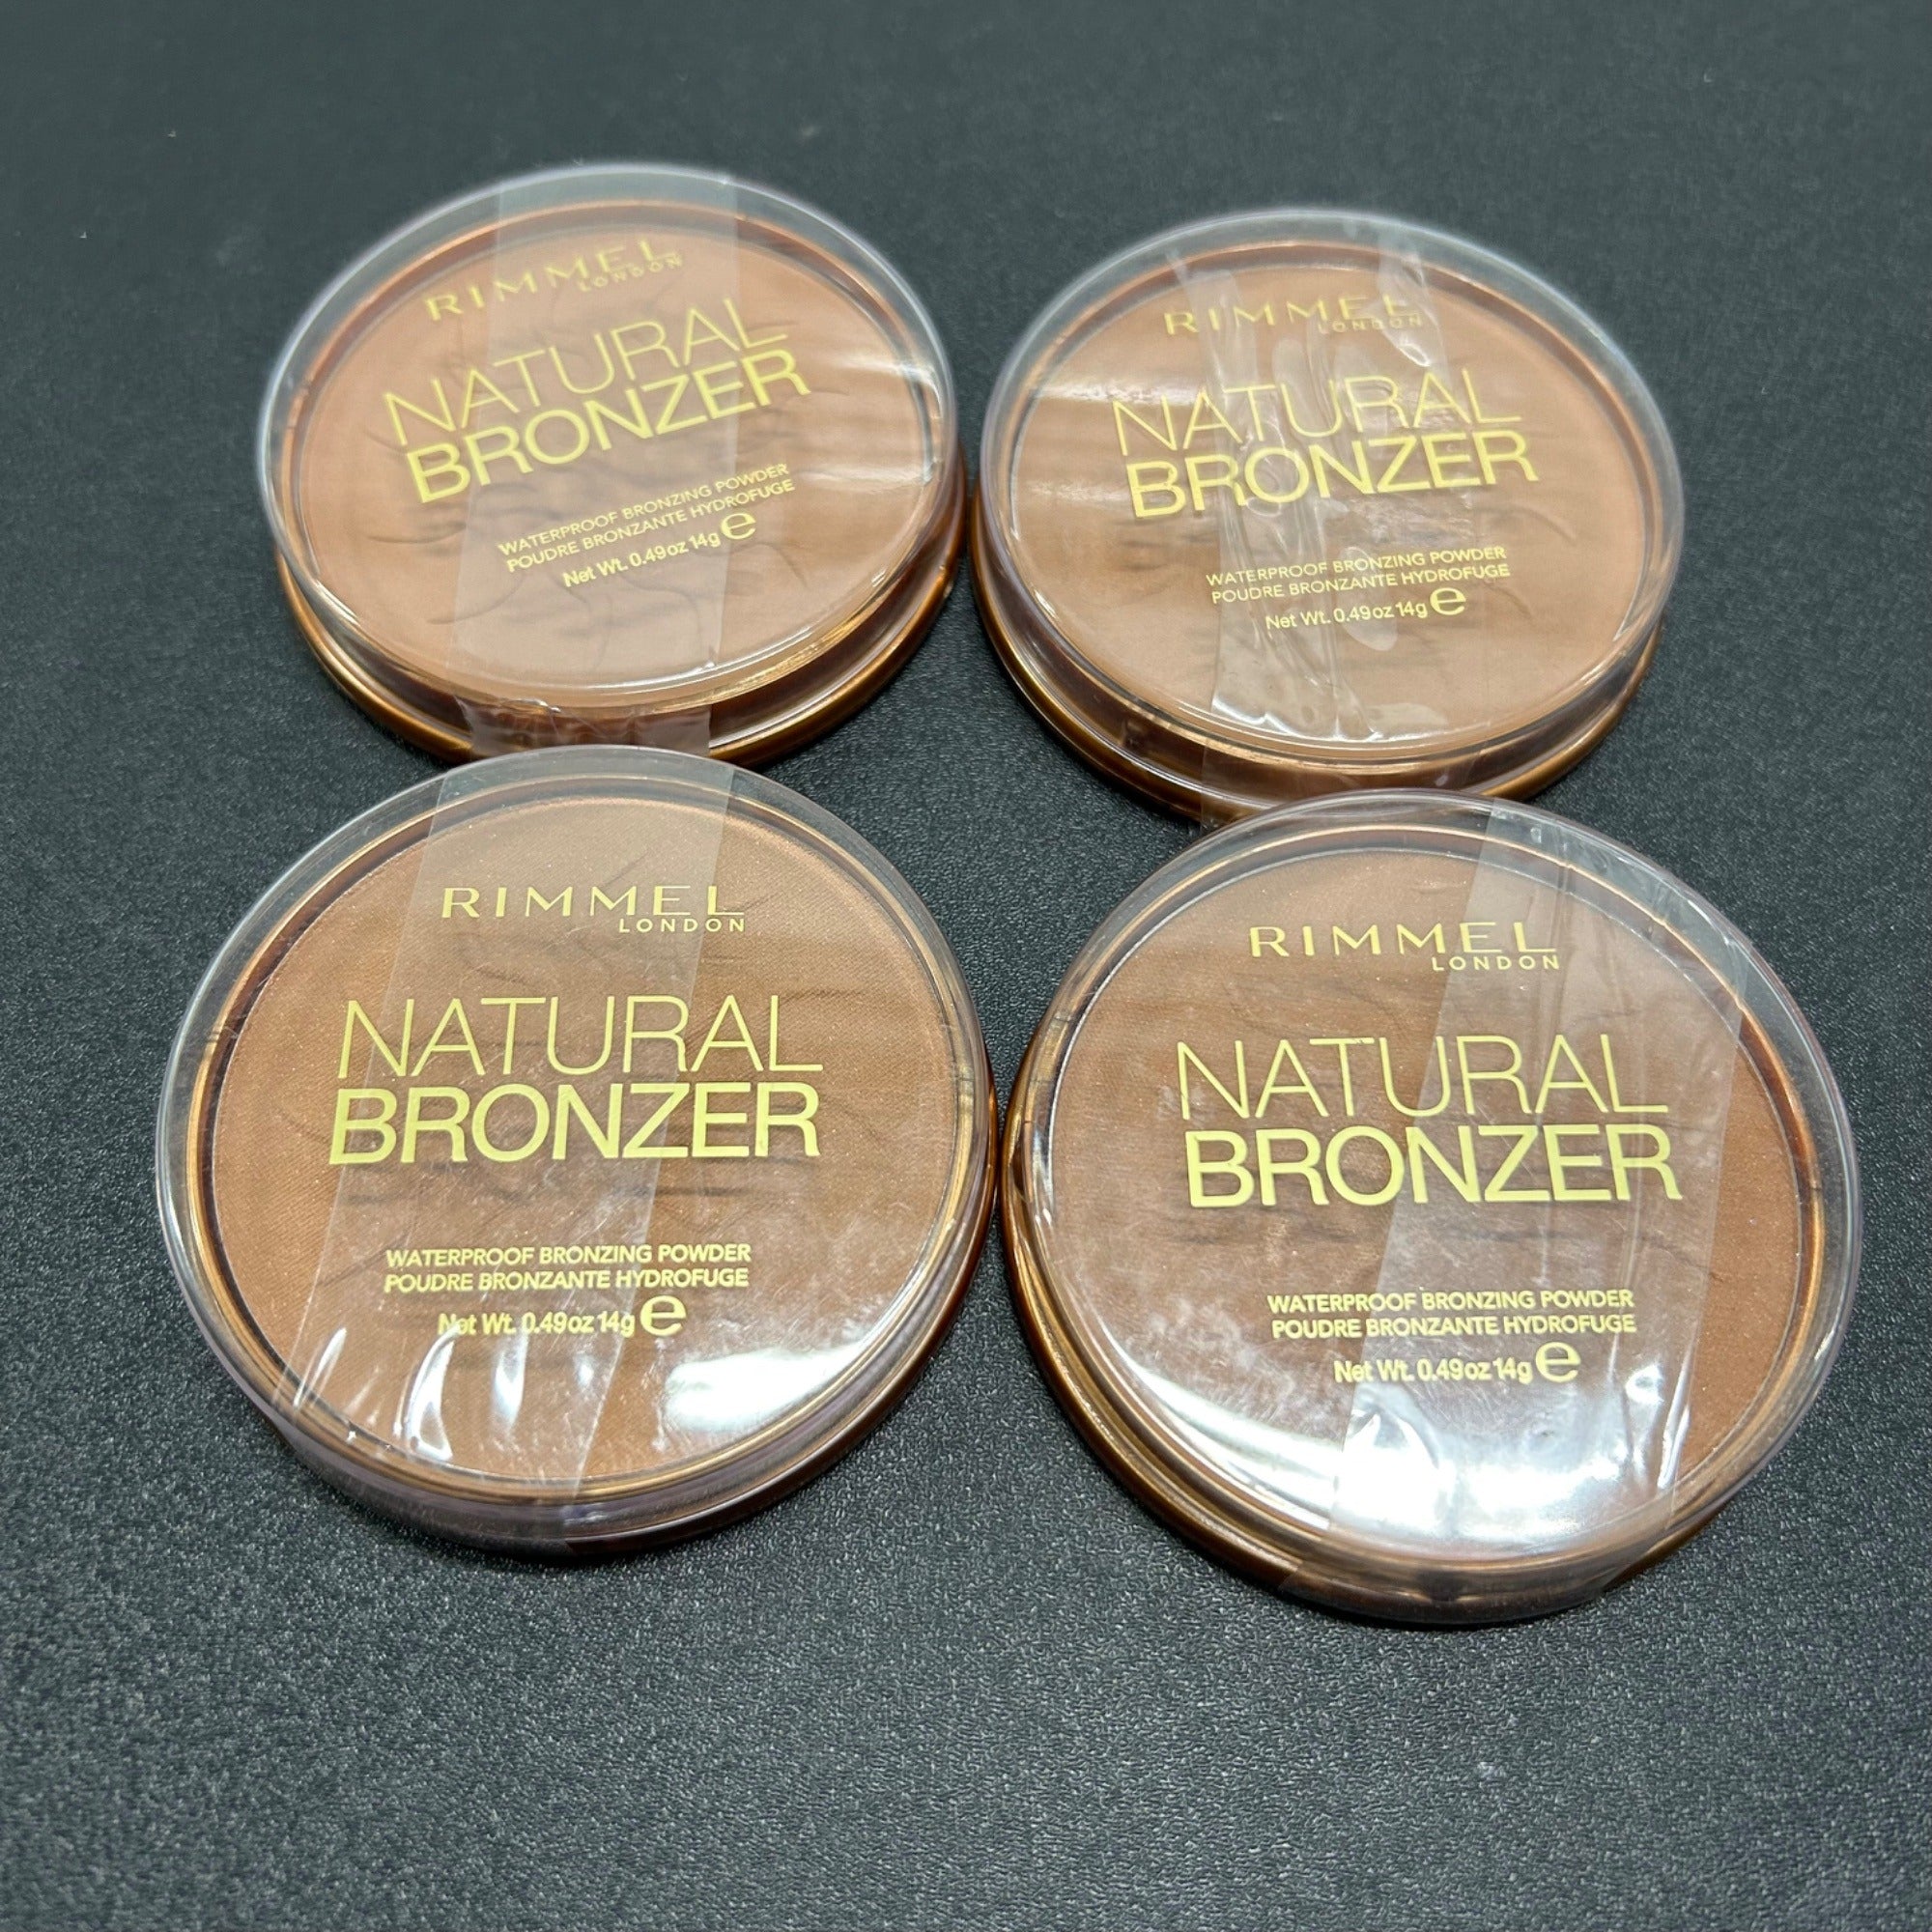 RIMMEL
LONDON
NATURAL
BRONZER
WATERPROOF BRONZING POWDER
POUDRE BRONZANTE HYDROFUGE
Net Wt. 0.49oz 14g e
RIMMEL
LONDON
NATURAL
BRONZER
WATERPROOF BRONZING POWDER
POUDRE BRONZANTE HYDROFUGE
Net Wt. 0.49oz 14g e
RIMMEL
LONDON
NATURAL
BRONZER
WATERPROOF BRONZING POWDER
POUDRE BRONZANTE HYDROFUGE
Net Wt. 0.49oz 14g e
RIMMEL
LONDON
NATURAL
BRONZER
WATERPROOF BRONZING POWDER
POUDRE BRONZANTE HYDROFUGE
Net Wt. 0.49oz 14g e